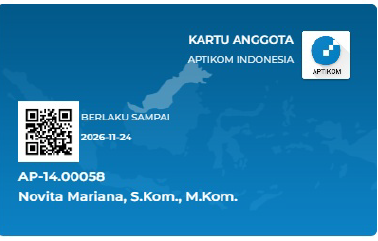 KARTU ANGGOTA
APTIKOM INDONESIA
APTIKOM
BERLAKU SAMPAI
2026-11-24
AP-14.00058
Novita Mariana, S.Kom., M.Kom.